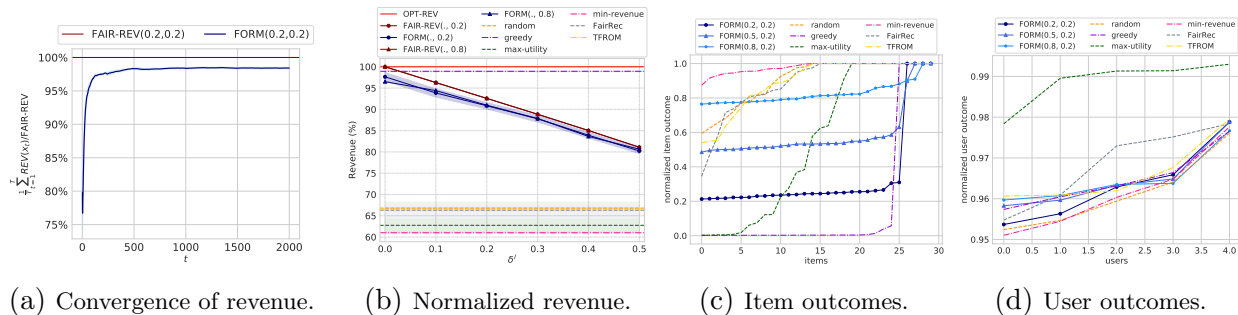 FAIR-REV(0.2,0.2)
FORM(0.2,0.2)
100%
95%
90%
85%
80%
75%
0
500
1000
1500
2000
t
OPT-REV
FAIR-REV(., 0.2)
FORM(., 0.2)
FAIR-REV(., 0.8)
FORM(., 0.8)
random
greedy
max-utility
min-revenue
FairRec
TFROM
Revenue (%)
100
95
90
85
80
65
60
0.0
0.1
0.2
0.3
0.4
0.5
FORM(0.2, 0.2)
FORM(0.5, 0.2)
FORM(0.8, 0.2)
random
greedy
max-utility
min-revenue
FairRec
TFROM
normalized item outcome
1.0
0.8
0.6
0.4
0.2
0.0
0
5
10
15
20
25
30
items
FORM(0.2, 0.2)
FORM(0.5, 0.2)
FORM(0.8, 0.2)
random
greedy
max-utility
min-revenue
FairRec
TFROM
normalized user outcome
0.99
0.98
0.97
0.96
0.95
0.0
0.5
1.0
1.5
2.0
2.5
3.0
3.5
4.0
users
(a) Convergence of revenue.
(b) Normalized revenue.
(c) Item outcomes.
(d) User outcomes.